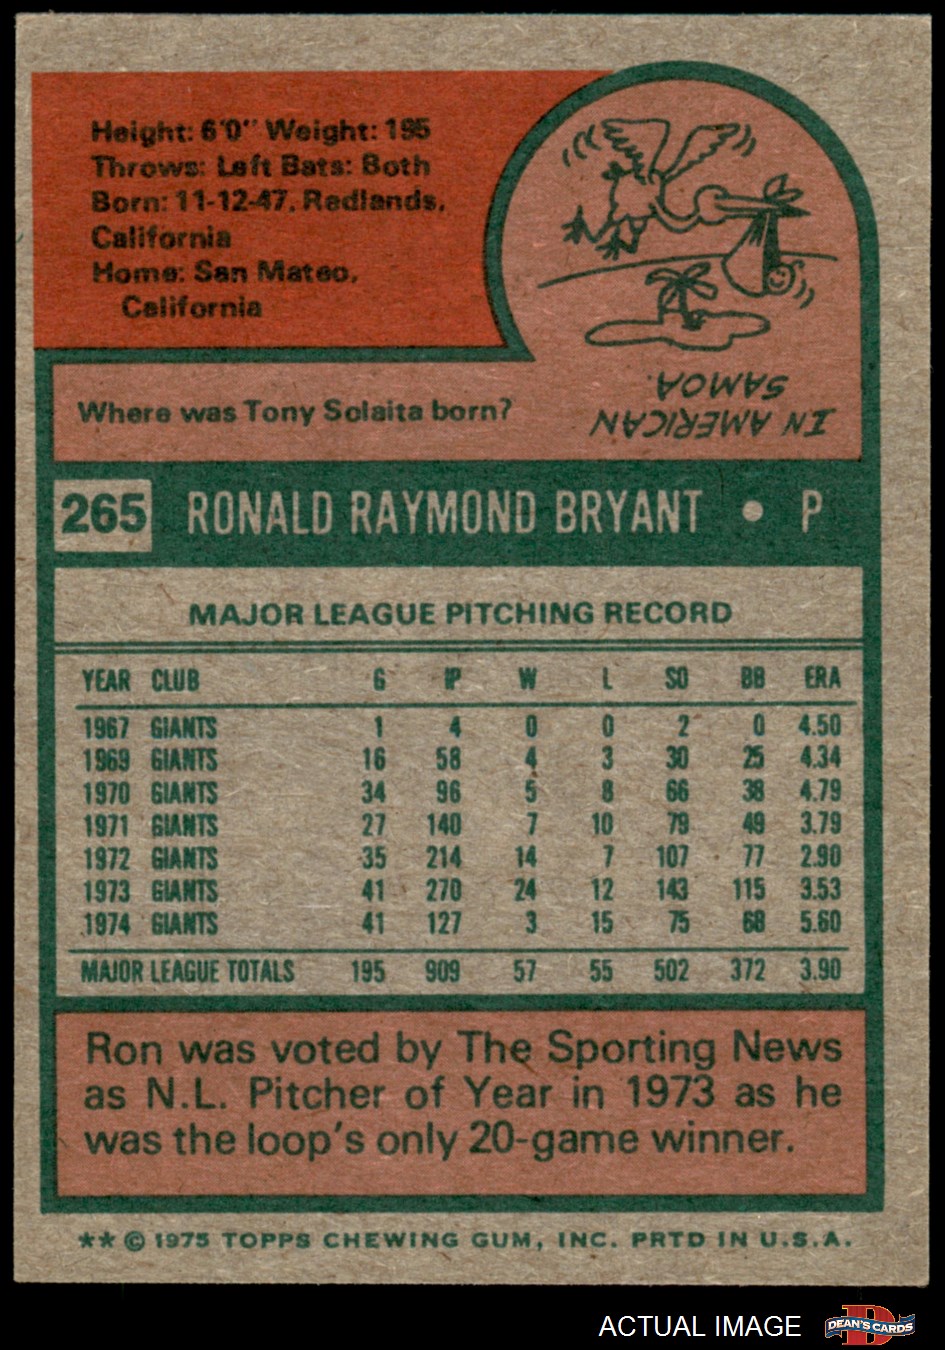 Height: 6'0" Weight: 195
Throws: Left Bats: Both
Born: 11-12-47, Redlands,
California
Home: San Mateo,
California
Where was Tony Solaita born?
IN AMERICAN
SAMOA.
265 RONALD RAYMOND BRYANT • P
MAJOR LEAGUE PITCHING RECORD
YEAR CLUB G IP W L SO BB ERA
1967 GIANTS 1 4 0 0 2 0 4.50
1969 GIANTS 16 58 4 3 30 25 4.34
1970 GIANTS 34 96 5 8 66 38 4.79
1971 GIANTS 27 140 7 10 79 49 3.79
1972 GIANTS 35 214 14 7 107 77 2.90
1973 GIANTS 41 270 24 12 143 115 3.53
1974 GIANTS 41 127 3 15 75 68 5.60
MAJOR LEAGUE TOTALS 195 909 57 55 502 372 3.90
Ron was voted by The Sporting News
as N.L. Pitcher of Year in 1973 as he
was the loop's only 20-game winner.
** © 1975 TOPPS CHEWING GUM, INC. PRTD IN U.S.A.
ACTUAL IMAGE DEAN'S CARDS